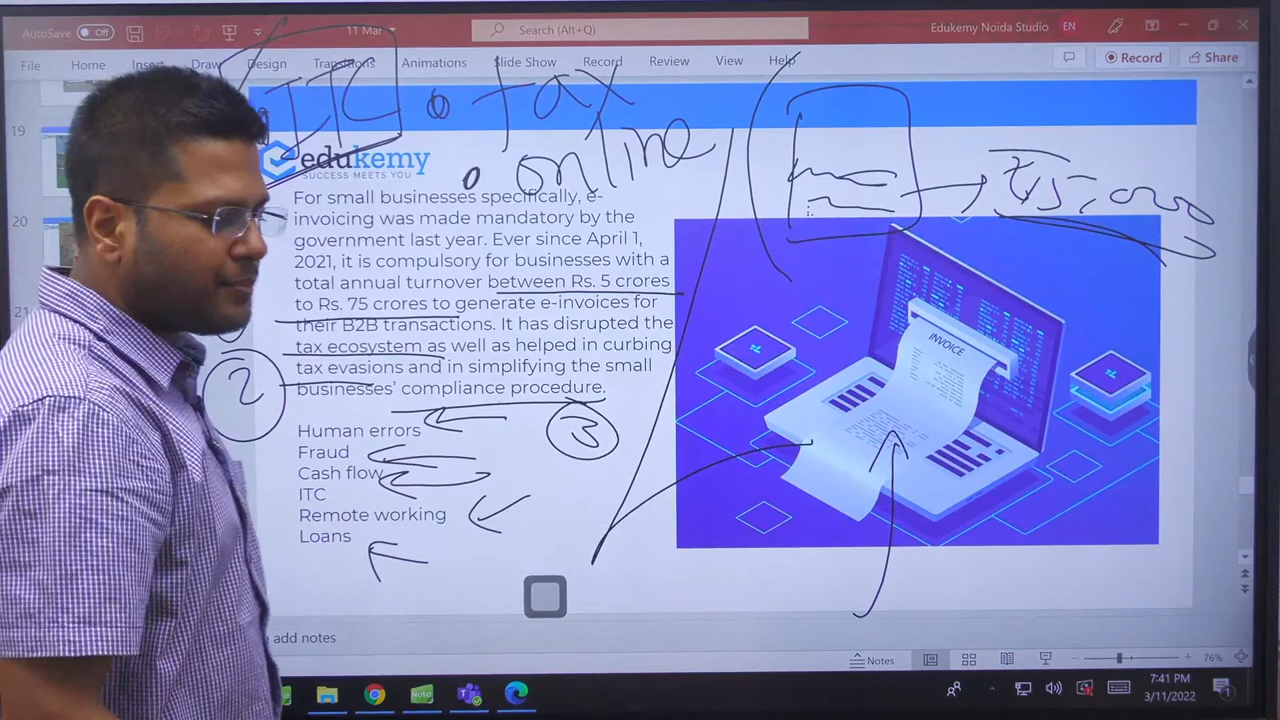 AutoSave
Off
11 Mar
Search (Alt+Q)
Edukemy Noida Studio
EN
File
Home
Insert
Draw
Design
Transitions
Animations
Slide Show
Record
Review
View
Help
Record
Share
19
20
21
ITC
• tax
• online
₹15,000
edukemy
SUCCESS MEETS YOU
For small businesses specifically, e-
invoicing was made mandatory by the
government last year. Ever since April 1,
2021, it is compulsory for businesses with a
total annual turnover between Rs. 5 crores
to Rs. 75 crores to generate e-invoices for
their B2B transactions. It has disrupted the
tax ecosystem as well as helped in curbing
tax evasions and in simplifying the small
businesses' compliance procedure.
2
3
Human errors
Fraud
Cash flow
ITC
Remote working
Loans
INVOICE
add notes
Notes
76%
Note
7:41 PM
3/11/2022
1